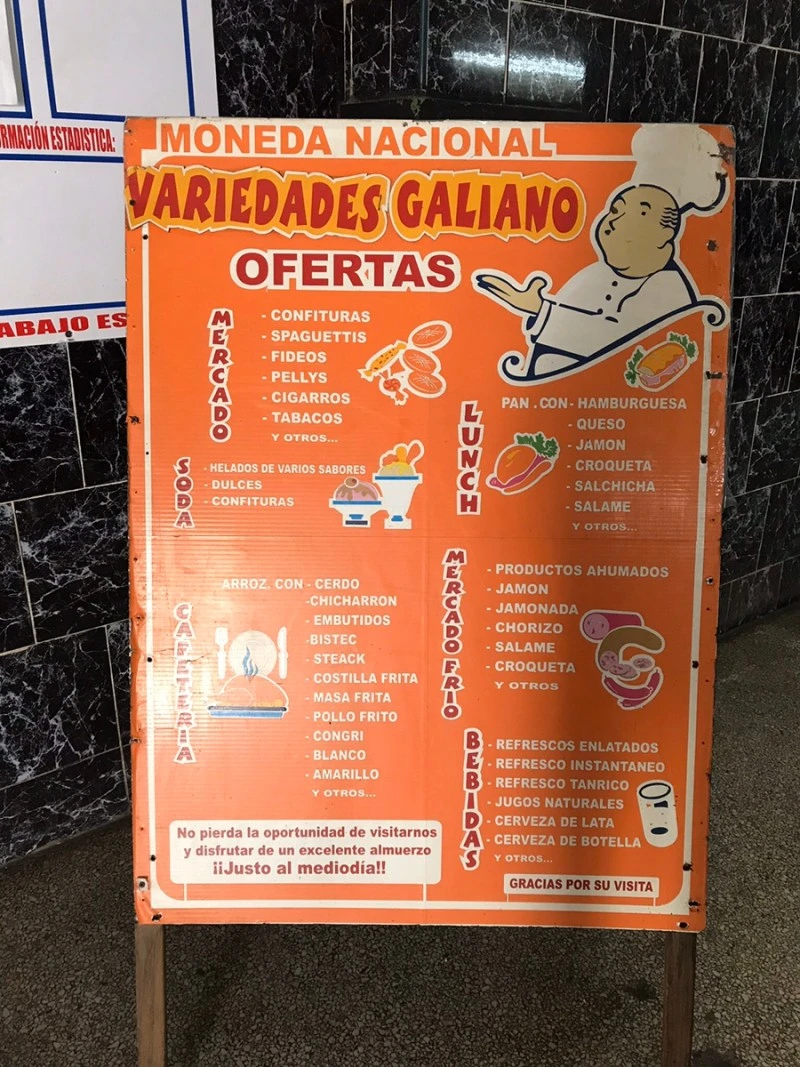 RMACIÓN ESTADISTICA:
ABAJO ES
MONEDA NACIONAL
VARIEDADES GALIANO
OFERTAS
MERCADO
- CONFITURAS
- SPAGUETTIS
- FIDEOS
- PELLYS
- CIGARROS
- TABACOS
Y OTROS...
SODA
- HELADOS DE VARIOS SABORES
- DULCES
- CONFITURAS
LUNCH
PAN . CON - HAMBURGUESA
- QUESO
- JAMON
- CROQUETA
- SALCHICHA
- SALAME
Y OTROS...
CAFETERIA
ARROZ. CON - CERDO
-CHICHARRON
- EMBUTIDOS
-BISTEC
- STEACK
- COSTILLA FRITA
- MASA FRITA
- POLLO FRITO
- CONGRI
- BLANCO
- AMARILLO
Y OTROS...
MERCADO FRIO
- PRODUCTOS AHUMADOS
- JAMON
- JAMONADA
- CHORIZO
- SALAME
- CROQUETA
Y OTROS
BEBIDAS
- REFRESCOS ENLATADOS
- REFRESCO INSTANTANEO
- REFRESCO TANRICO
- JUGOS NATURALES
- CERVEZA DE LATA
- CERVEZA DE BOTELLA
Y OTROS...
No pierda la oportunidad de visitarnos
y disfrutar de un excelente almuerzo
¡¡Justo al mediodía!!
GRACIAS POR SU VISITA